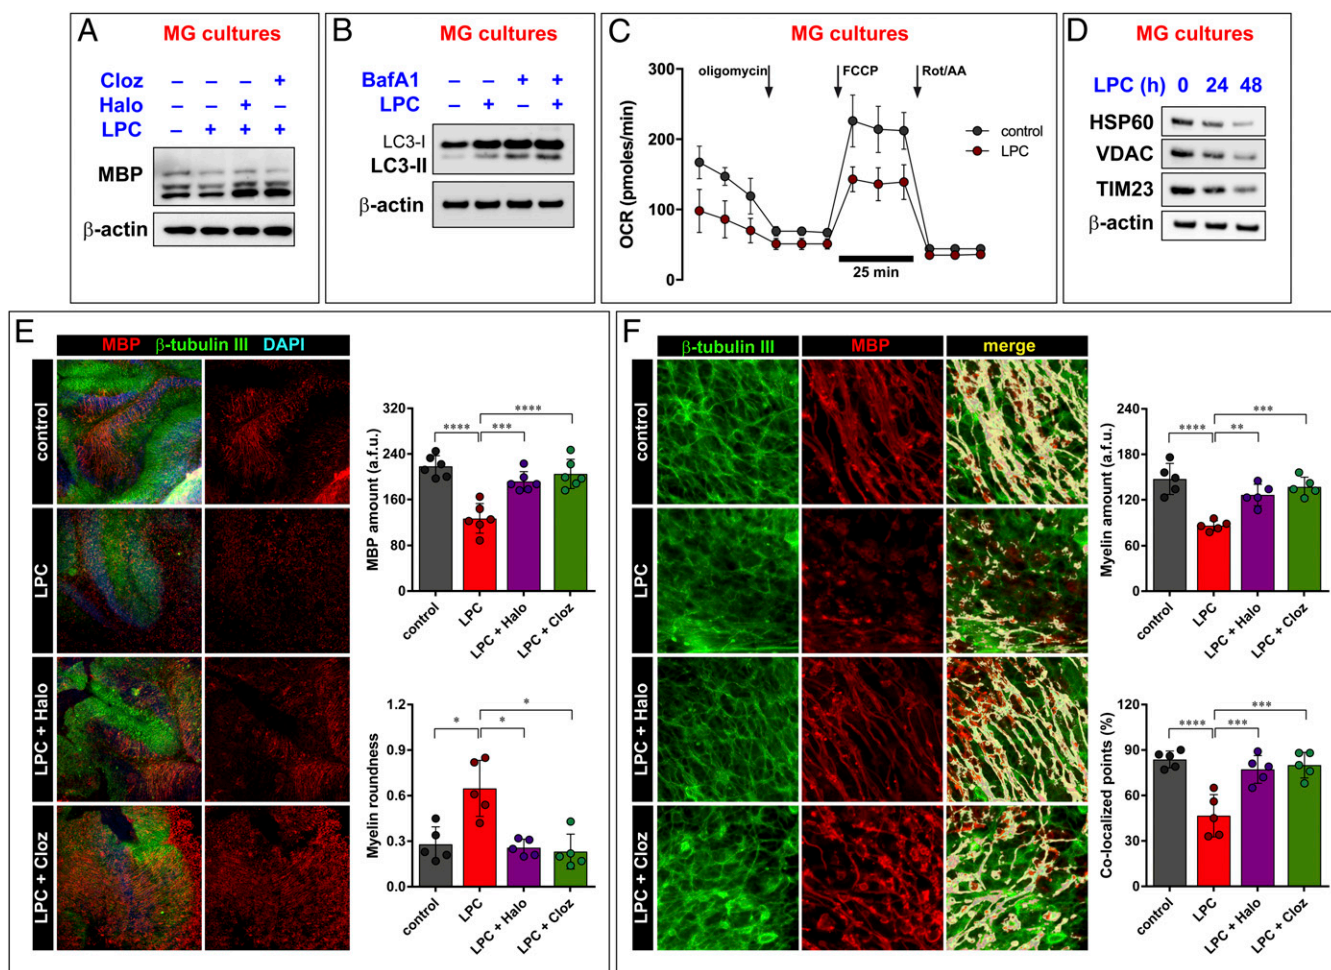 A
MG cultures
Cloz – – – +
Halo – – + –
LPC – + + +
MBP
β-actin
B
MG cultures
BafA1 – – + +
LPC – + – +
LC3-I
LC3-II
β-actin
C
MG cultures
300
200
100
0
OCR (pmoles/min)
oligomycin
FCCP
Rot/AA
control
LPC
25 min
D
MG cultures
LPC (h) 0 24 48
HSP60
VDAC
TIM23
β-actin
E
MBP β-tubulin III DAPI
control
LPC
LPC + Halo
LPC + Cloz
MBP amount (a.f.u.)
320
240
160
80
0
****
****
***
control
LPC
LPC + Halo
LPC + Cloz
Myelin roundness
1.2
0.9
0.6
0.3
0.0
*
*
*
control
LPC
LPC + Halo
LPC + Cloz
F
β-tubulin III MBP merge
control
LPC
LPC + Halo
LPC + Cloz
Myelin amount (a.f.u.)
240
180
120
60
0
***
****
**
control
LPC
LPC + Halo
LPC + Cloz
Co-localized points (%)
120
90
60
30
0
***
****
***
control
LPC
LPC + Halo
LPC + Cloz